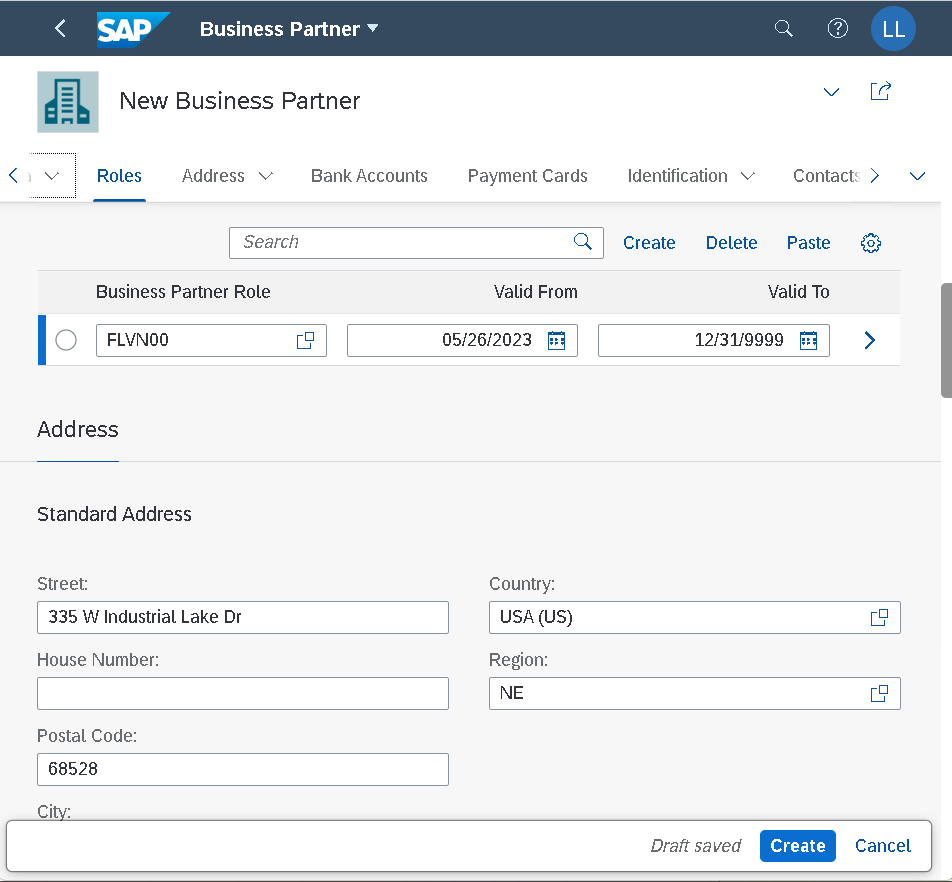 SAP Business Partner LL
New Business Partner
Roles Address Bank Accounts Payment Cards Identification Contacts
Search Create Delete Paste
Business Partner Role Valid From Valid To
FLVN00 05/26/2023 12/31/9999
Address
Standard Address
Street: Country:
335 W Industrial Lake Dr USA (US)
House Number: Region:
NE
Postal Code:
68528
City:
Draft saved Create Cancel